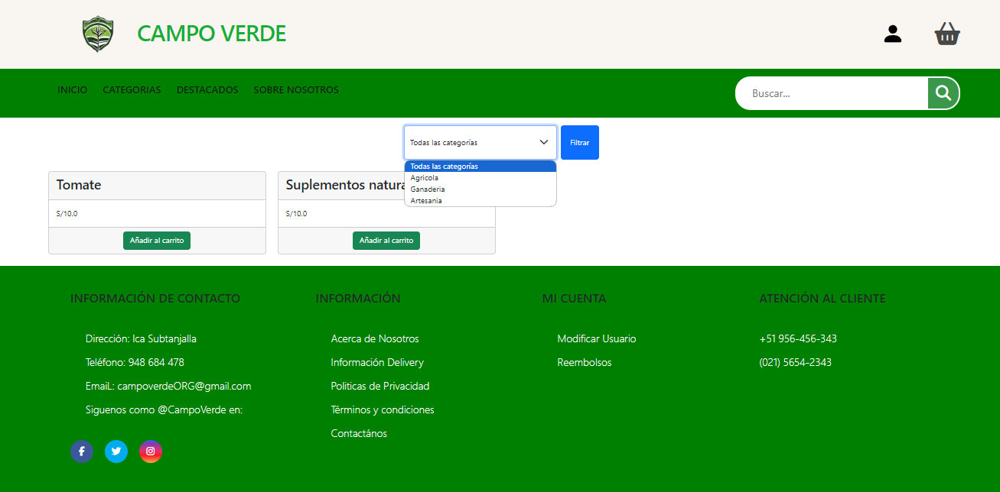 CAMPO VERDE
INICIO CATEGORIAS DESTACADOS SOBRE NOSOTROS
Buscar...
Todas las categorías
Filtrar
Todas las categorías
Agricola
Ganaderia
Artesania
Tomate
S/10.0
Añadir al carrito
Suplementos natura
S/10.0
Añadir al carrito
INFORMACIÓN DE CONTACTO
Dirección: Ica Subtanjalla
Teléfono: 948 684 478
EmaiL: campoverdeORG@gmail.com
Siguenos como @CampoVerde en:
INFORMACIÓN
Acerca de Nosotros
Información Delivery
Politicas de Privacidad
Términos y condiciones
Contactános
MI CUENTA
Modificar Usuario
Reembolsos
ATENCIÓN AL CLIENTE
+51 956-456-343
(021) 5654-2343